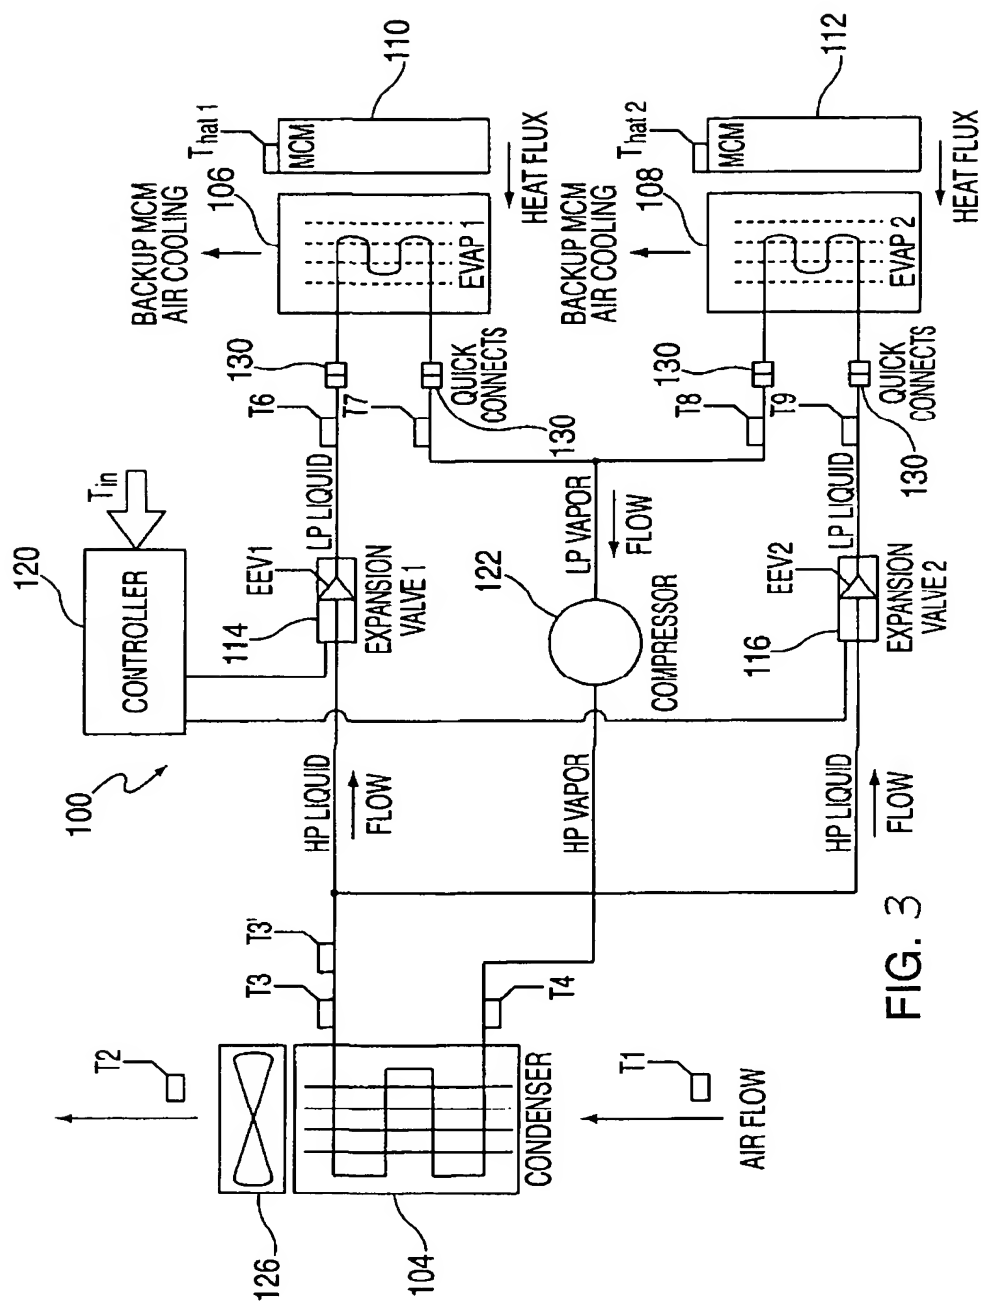 100
120
CONTROLLER
Tin
BACKUP MCM
AIR COOLING
106
That 1
110
MCM
EVAP 1
HEAT FLUX
130
T6
T7
QUICK
CONNECTS
130
EEV1
LP LIQUID
114
EXPANSION
VALVE 1
HP LIQUID
FLOW
T3'
T3
T2
126
104
CONDENSER
T4
T1
AIR FLOW
HP VAPOR
122
COMPRESSOR
LP VAPOR
FLOW
BACKUP MCM
AIR COOLING
108
That 2
112
MCM
EVAP 2
HEAT FLUX
130
T8
T9
QUICK
CONNECTS
130
EEV2
LP LIQUID
116
EXPANSION
VALVE 2
HP LIQUID
FLOW
FIG. 3